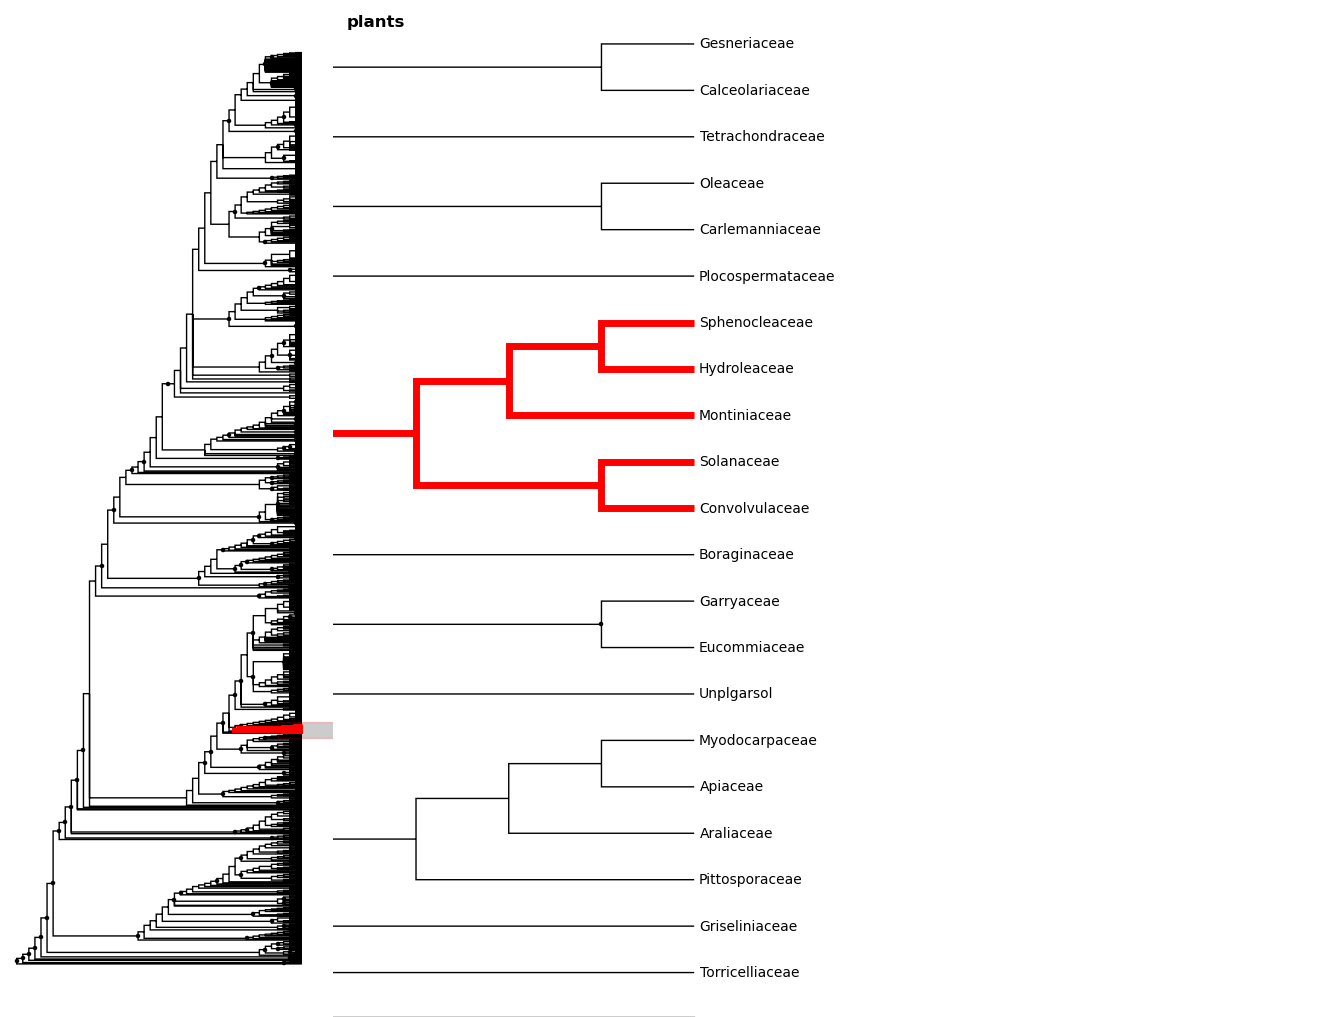 plants
Gesneriaceae
Calceolariaceae
Tetrachondraceae
Oleaceae
Carlemanniaceae
Plocospermataceae
Sphenocleaceae
Hydroleaceae
Montiniaceae
Solanaceae
Convolvulaceae
Boraginaceae
Garryaceae
Eucommiaceae
Unplgarsol
Myodocarpaceae
Apiaceae
Araliaceae
Pittosporaceae
Griseliniaceae
Torricelliaceae